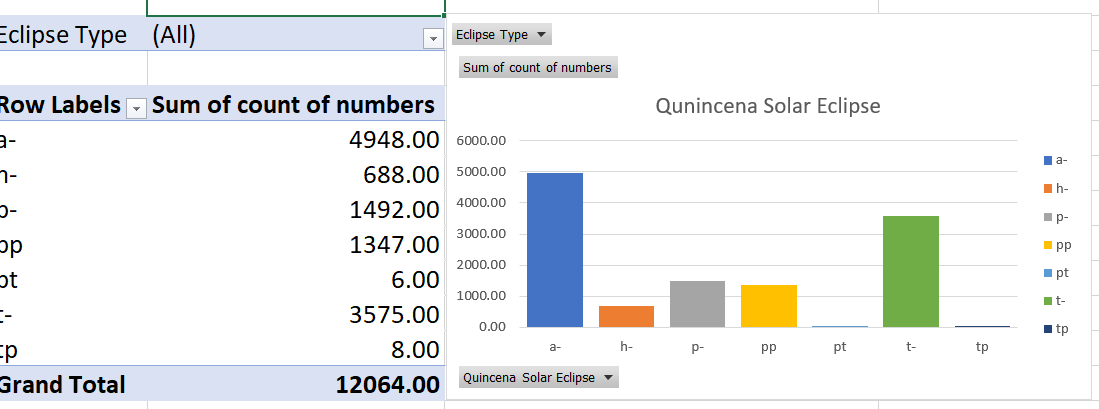 Eclipse Type (All)
Row Labels Sum of count of numbers
a- 4948.00
h- 688.00
p- 1492.00
pp 1347.00
pt 6.00
t- 3575.00
tp 8.00
Grand Total 12064.00
Eclipse Type
Sum of count of numbers
Qunincena Solar Eclipse
6000.00
5000.00
4000.00
3000.00
2000.00
1000.00
0.00
a- h- p- pp pt t- tp
a-
h-
p-
pp
pt
t-
tp
Quincena Solar Eclipse